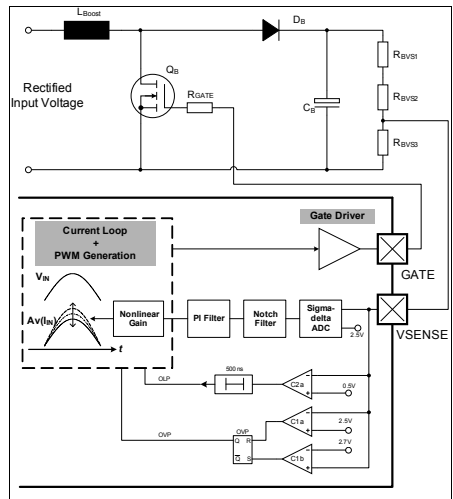 LBoost
DB
QB
RGATE
CB
RBVS1
RBVS2
RBVS3
Rectified
Input Voltage
Current Loop
+
PWM Generation
Gate Driver
GATE
VIN
Av(IIN)
t
Nonlinear
Gain
PI Filter
Notch
Filter
Sigma-
delta
ADC
2.5V
VSENSE
500 ns
OLP
C2a
0.5V
OVP
OVP
Q R
Q S
C1a
2.5V
C1b
2.7V